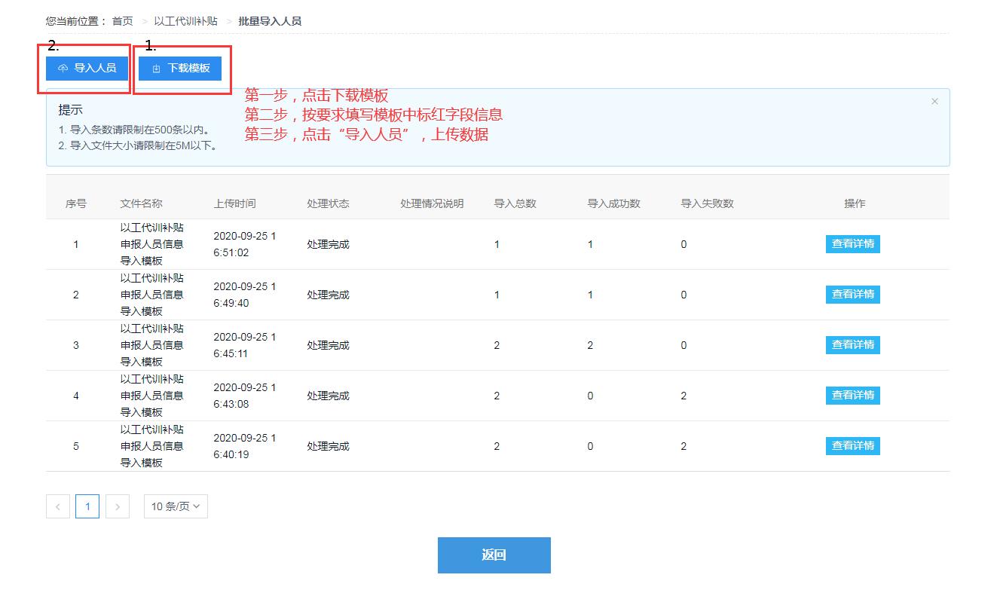 您当前位置： 首页 > 以工代训补贴 > 批量导入人员
2. 1.
导入人员 下载模板
第一步，点击下载模板
第二步，按要求填写模板中标红字段信息
第三步，点击“导入人员”，上传数据
提示
1. 导入条数请限制在500条以内。
2. 导入文件大小请限制在5M以下。
序号 文件名称 上传时间 处理状态 处理情况说明 导入总数 导入成功数 导入失败数 操作
以工代训补贴
申报人员信息
导入模板
2020-09-25 1
6:51:02
1 处理完成 1 1 0 查看详情
以工代训补贴
申报人员信息
导入模板
2020-09-25 1
6:49:40
2 处理完成 1 1 0 查看详情
以工代训补贴
申报人员信息
导入模板
2020-09-25 1
6:45:11
3 处理完成 2 2 0 查看详情
以工代训补贴
申报人员信息
导入模板
2020-09-25 1
6:43:08
4 处理完成 2 0 2 查看详情
以工代训补贴
申报人员信息
导入模板
2020-09-25 1
6:40:19
5 处理完成 2 0 2 查看详情
< 1 > 10 条/页
返回